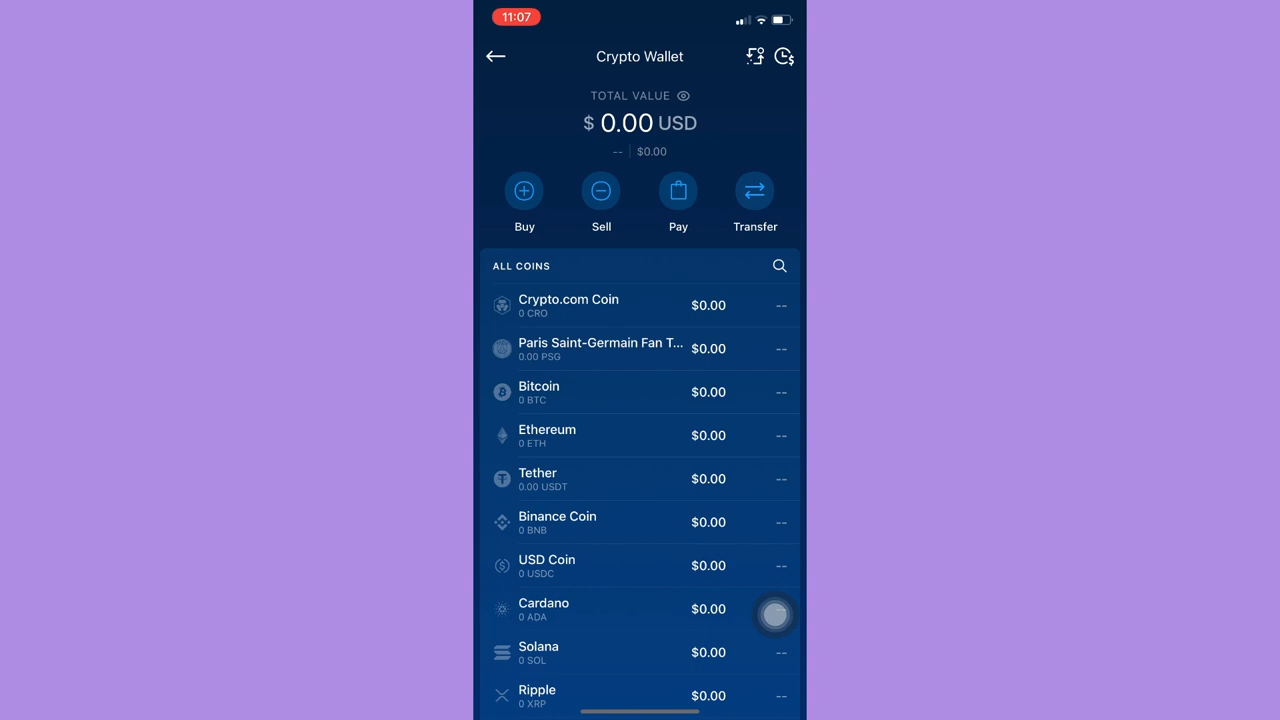 11:07
Crypto Wallet
TOTAL VALUE
$ 0.00 USD
-- $0.00
Buy Sell Pay Transfer
ALL COINS
Crypto.com Coin $0.00 --
0 CRO
Paris Saint-Germain Fan T... $0.00 --
0.00 PSG
Bitcoin $0.00 --
0 BTC
Ethereum $0.00 --
0 ETH
Tether $0.00 --
0.00 USDT
Binance Coin $0.00 --
0 BNB
USD Coin $0.00 --
0 USDC
Cardano $0.00 --
0 ADA
Solana $0.00 --
0 SOL
Ripple $0.00 --
0 XRP